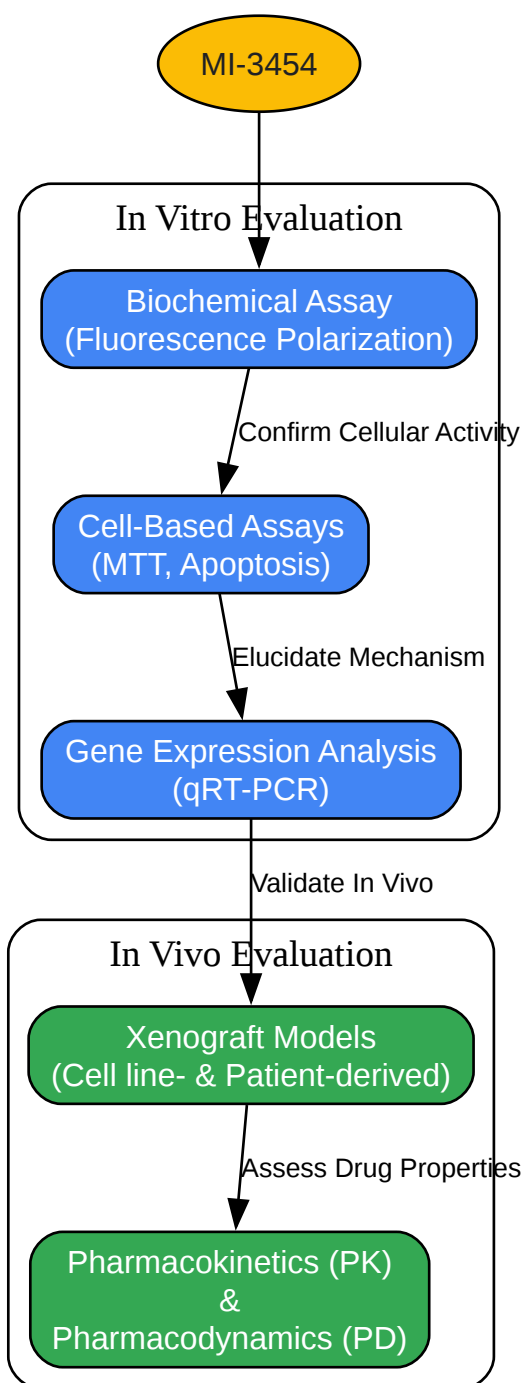 MI-3454
In Vitro Evaluation
Biochemical Assay
(Fluorescence Polarization)
Confirm Cellular Activity
Cell-Based Assays
(MTT, Apoptosis)
Elucidate Mechanism
Gene Expression Analysis
(qRT-PCR)
Validate In Vivo
In Vivo Evaluation
Xenograft Models
(Cell line- & Patient-derived)
Assess Drug Properties
Pharmacokinetics (PK)
&
Pharmacodynamics (PD)